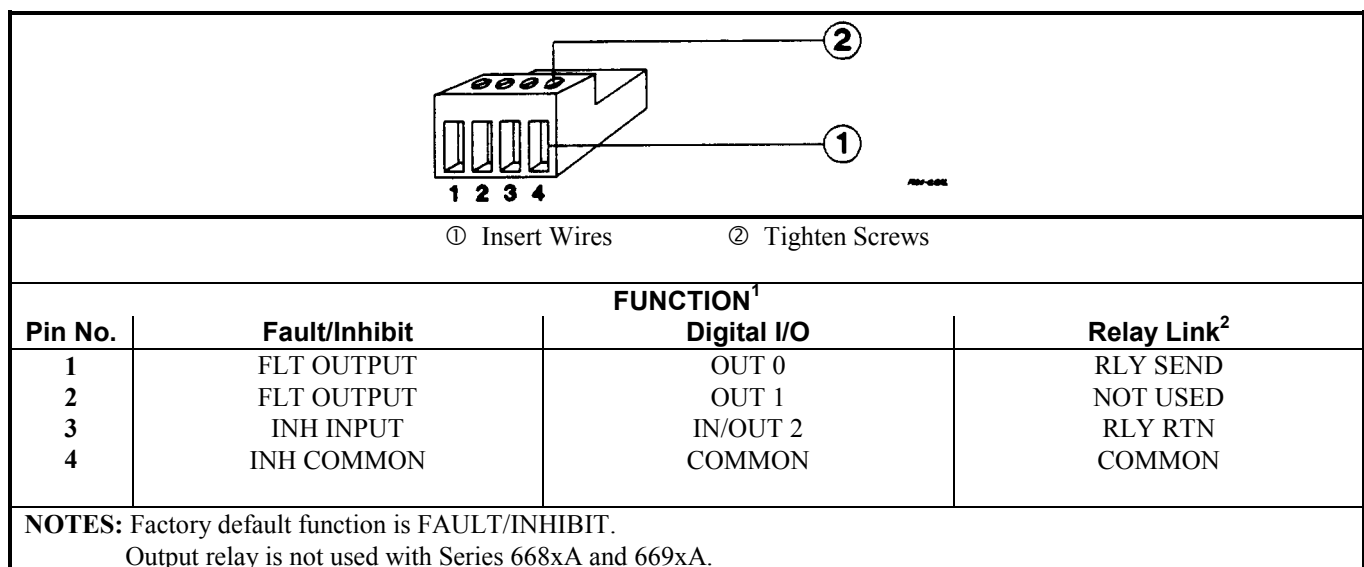 2
1
1 2 3 4
① Insert Wires ② Tighten Screws
FUNCTION¹
Pin No. Fault/Inhibit Digital I/O Relay Link²
1 FLT OUTPUT OUT 0 RLY SEND
2 FLT OUTPUT OUT 1 NOT USED
3 INH INPUT IN/OUT 2 RLY RTN
4 INH COMMON COMMON COMMON
NOTES: Factory default function is FAULT/INHIBIT.
Output relay is not used with Series 668xA and 669xA.